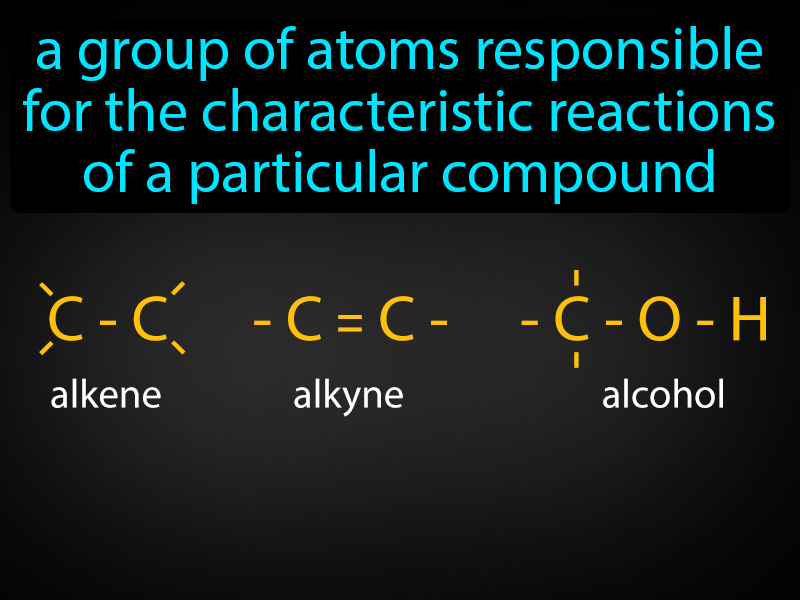 a group of atoms responsible
for the characteristic reactions
of a particular compound
C - C
- C = C -
- C - O - H
alkene
alkyne
alcohol